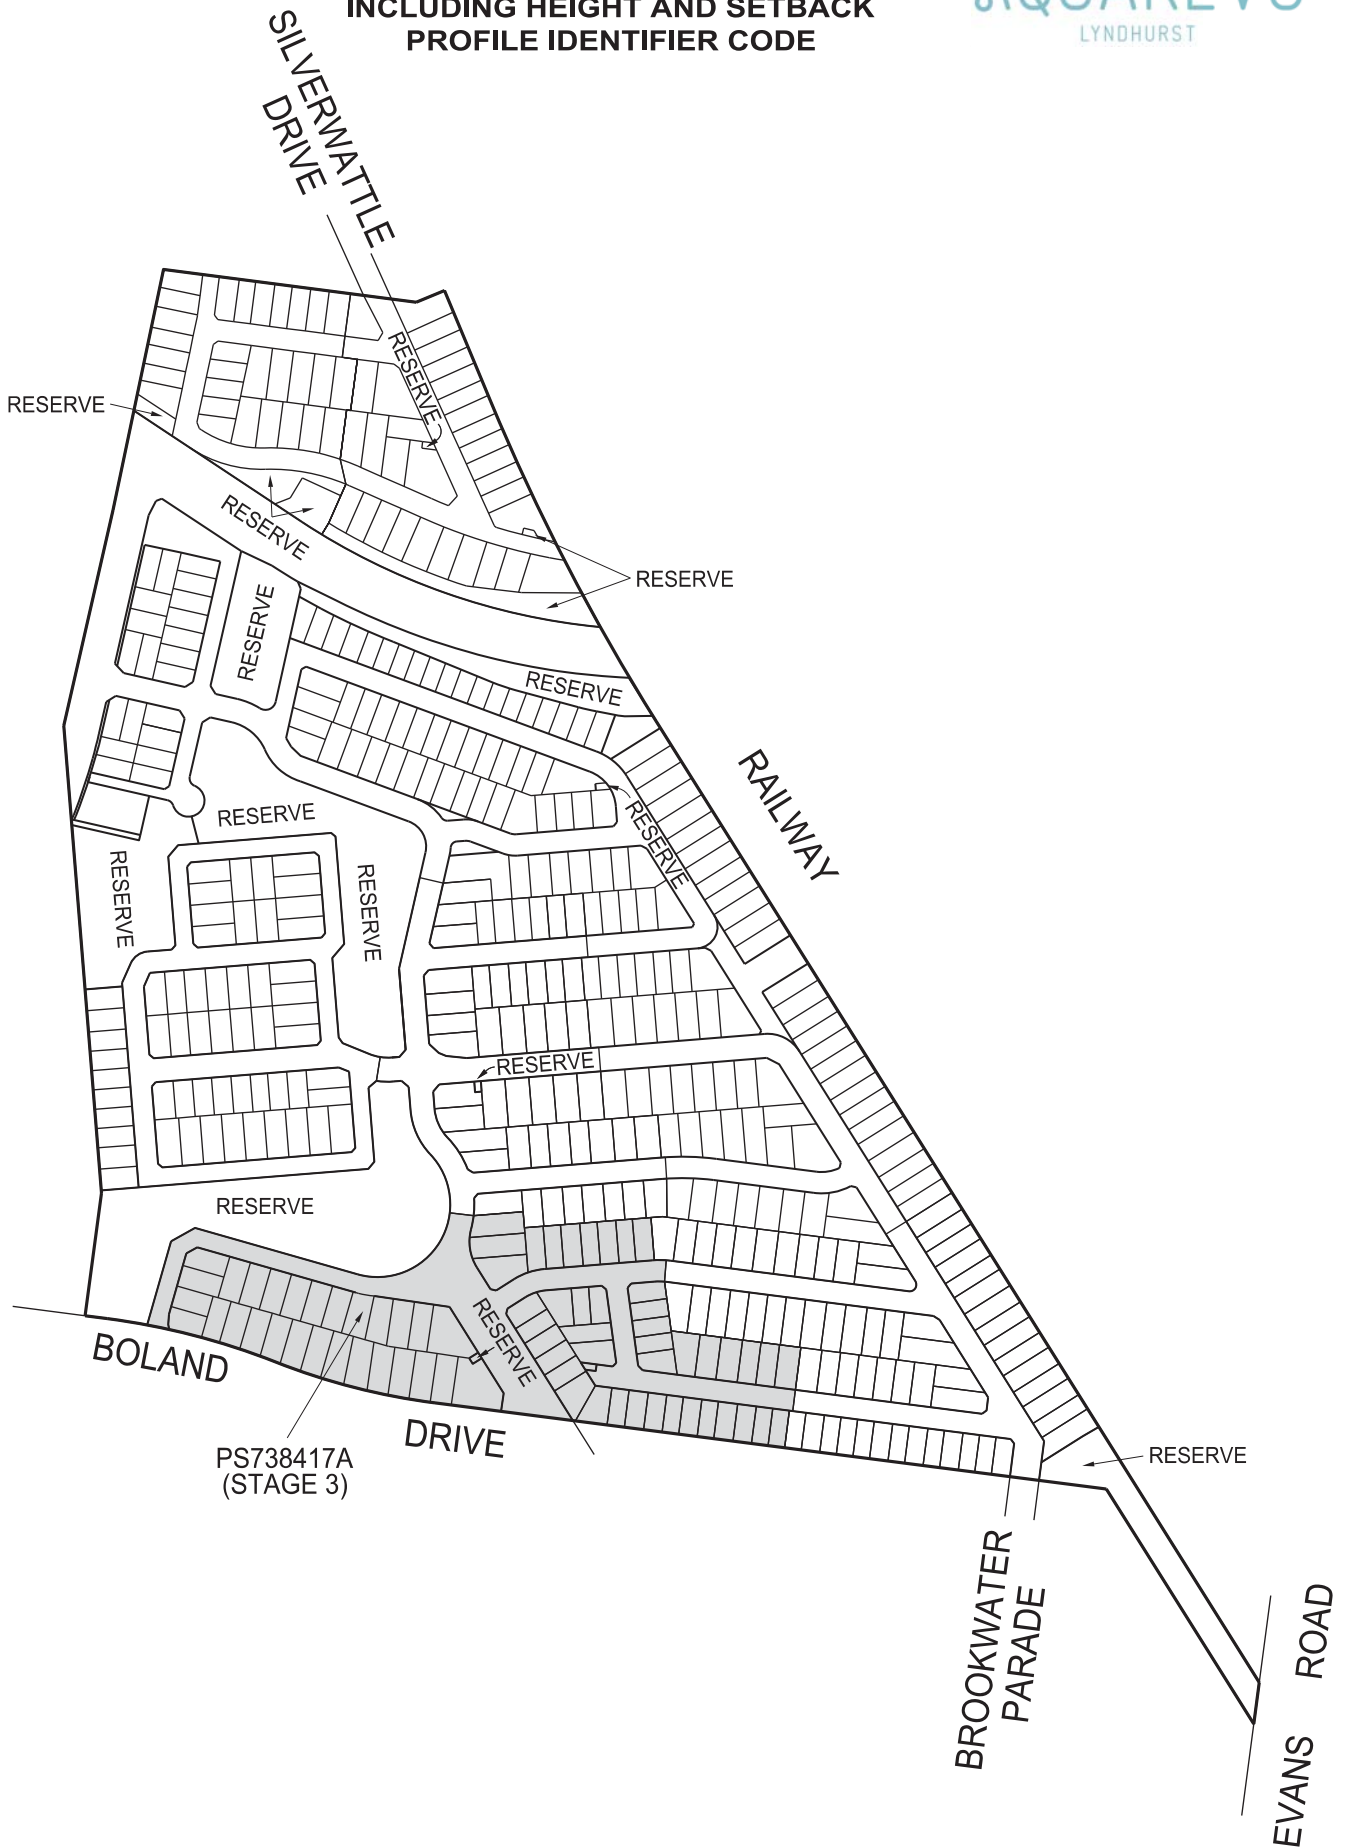 INCLUDING HEIGHT AND SETBACK
PROFILE IDENTIFIER CODE
LYNDHURST
SILVERWATTLE
DRIVE
RESERVE
RESERVE
RESERVE
RESERVE
RESERVE
RESERVE
RAILWAY
RESERVE
RESERVE
RESERVE
RESERVE
RESERVE
RESERVE
RESERVE
BOLAND
DRIVE
PS738417A
(STAGE 3)
RESERVE
BROOKWATER
PARADE
EVANS ROAD